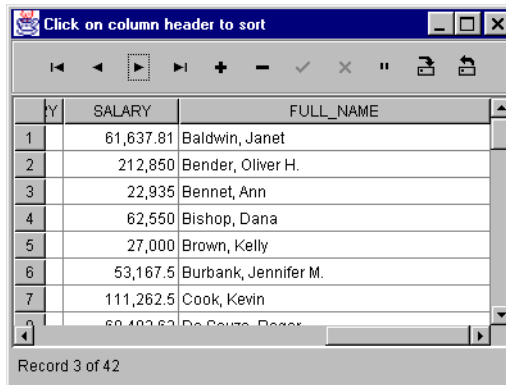 Click on column header to sort
RY SALARY FULL_NAME
1 61,637.81 Baldwin, Janet
2 212,850 Bender, Oliver H.
3 22,935 Bennet, Ann
4 62,550 Bishop, Dana
5 27,000 Brown, Kelly
6 53,167.5 Burbank, Jennifer M.
7 111,262.5 Cook, Kevin
Record 3 of 42